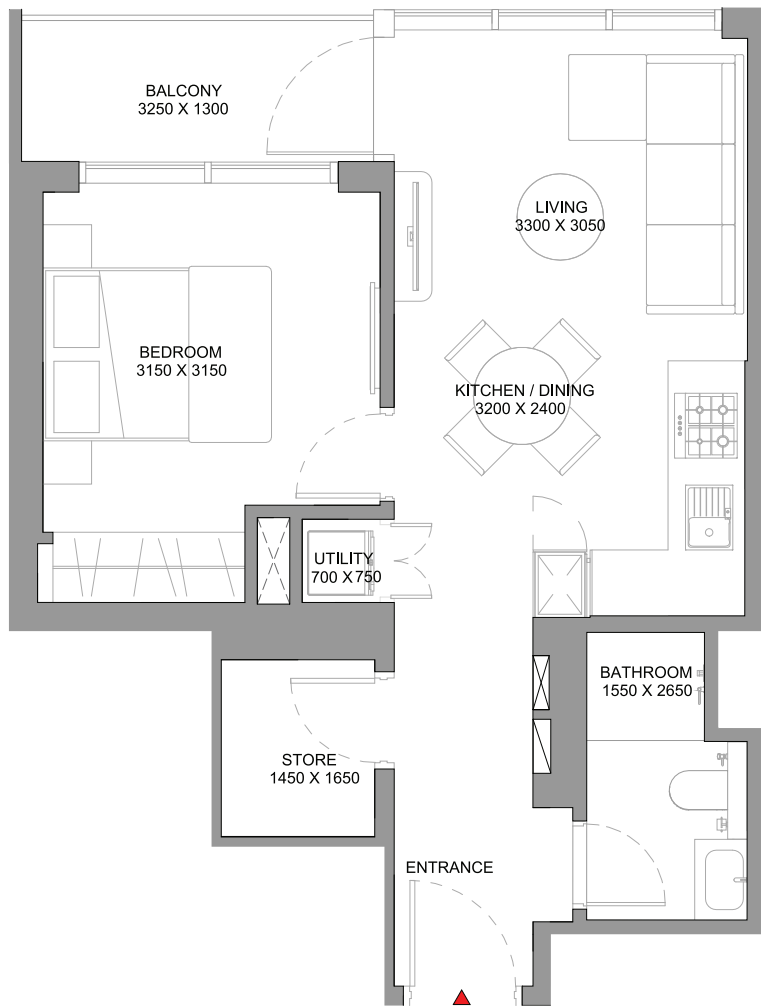 BALCONY
3250 X 1300
LIVING
3300 X 3050
BEDROOM
3150 X 3150
KITCHEN / DINING
3200 X 2400
UTILITY
700 X 750
BATHROOM
1550 X 2650
STORE
1450 X 1650
ENTRANCE